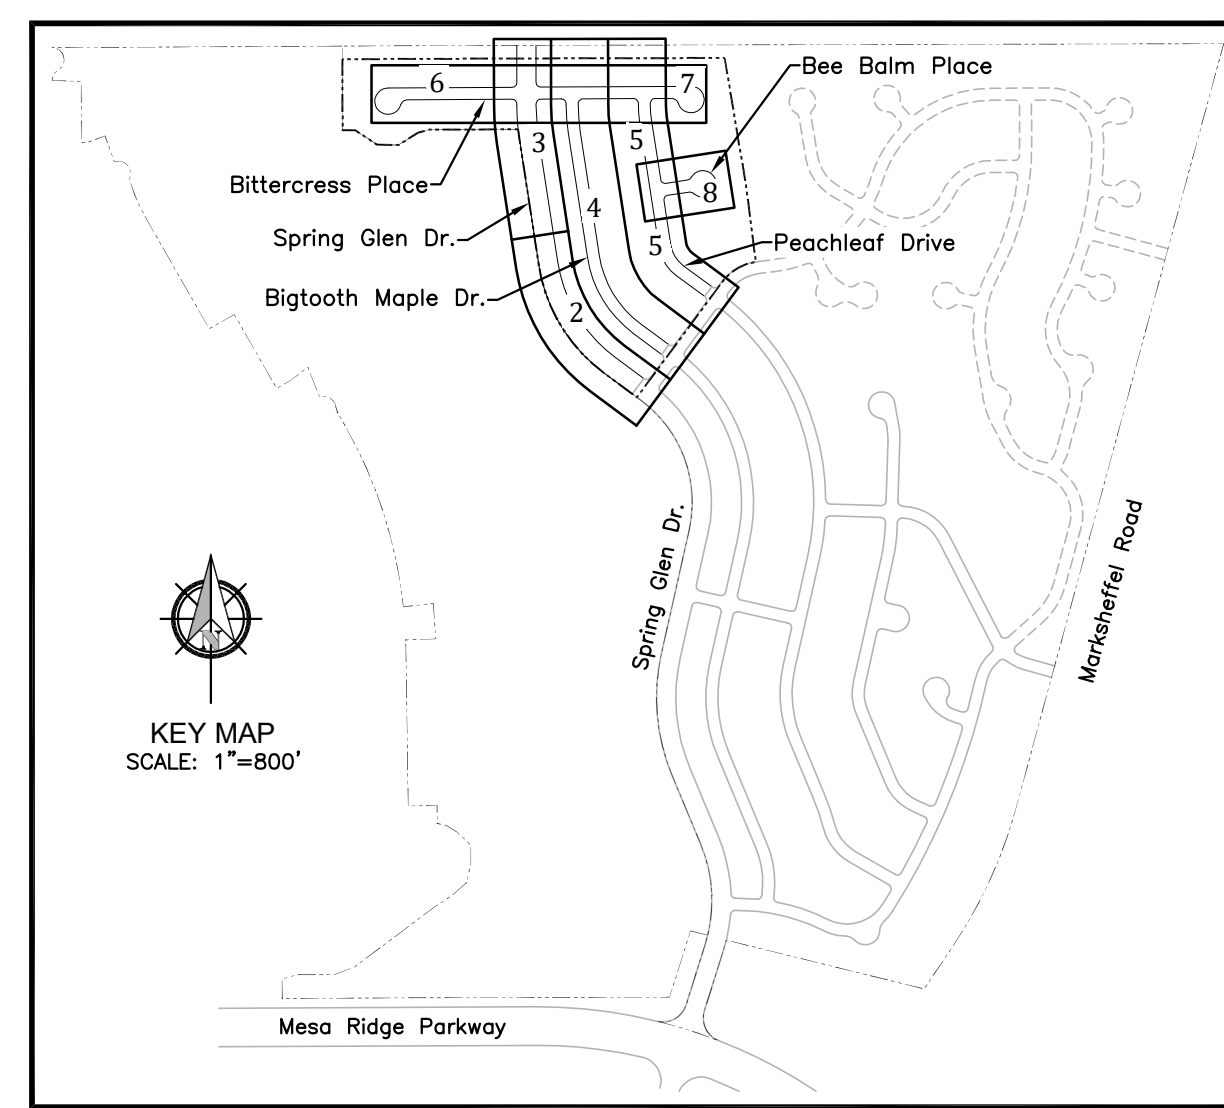 6
7
Bee Balm Place
3
5
Bittercress Place
8
4
Spring Glen Dr.
5
Peachleaf Drive
Bigtooth Maple Dr.
2
Spring Glen Dr.
Marksheffel Road
N
KEY MAP
SCALE: 1"=800'
Mesa Ridge Parkway